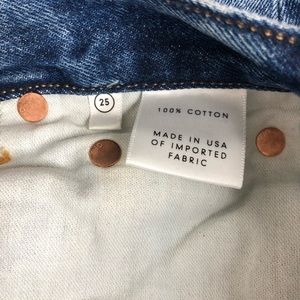 25
100% COTTON
MADE IN USA
OF IMPORTED
FABRIC